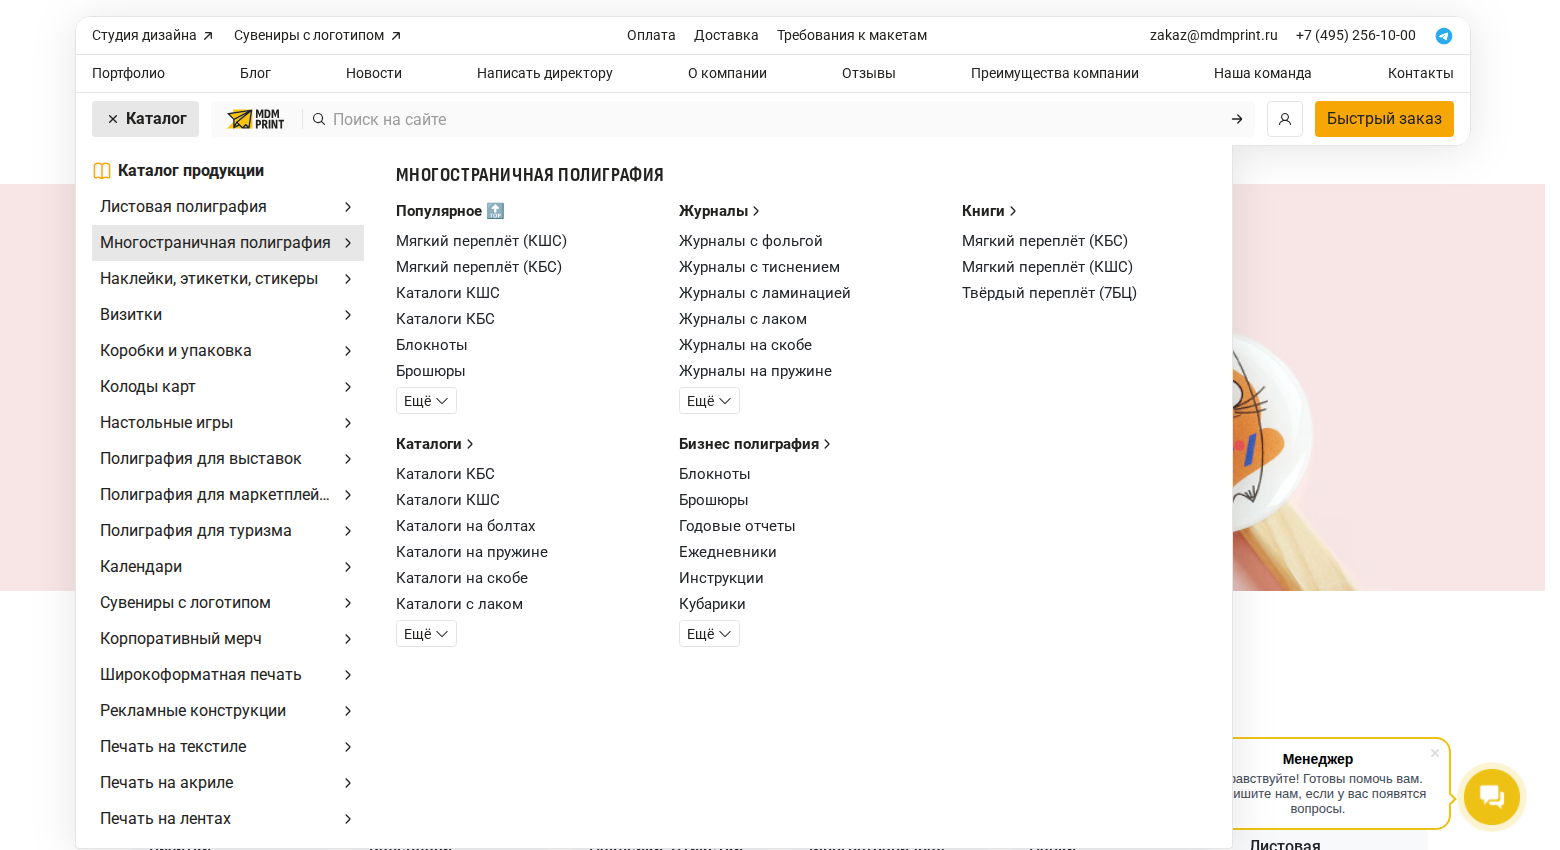 Студия дизайна Сувениры с логотипом Оплата Доставка Требования к макетам zakaz@mdmprint.ru +7 (495) 256-10-00
Портфолио Блог Новости Написать директору О компании Отзывы Преимущества компании Наша команда Контакты
Каталог MDM PRINT Поиск на сайте Быстрый заказ
Каталог продукции
Листовая полиграфия
Многостраничная полиграфия
Наклейки, этикетки, стикеры
Визитки
Коробки и упаковка
Колоды карт
Настольные игры
Полиграфия для выставок
Полиграфия для маркетплей...
Полиграфия для туризма
Календари
Сувениры с логотипом
Корпоративный мерч
Широкоформатная печать
Рекламные конструкции
Печать на текстиле
Печать на акриле
Печать на лентах
МНОГОСТРАНИЧНАЯ ПОЛИГРАФИЯ
Популярное TOP
Мягкий переплёт (КШС)
Мягкий переплёт (КБС)
Каталоги КШС
Каталоги КБС
Блокноты
Брошюры
Ещё
Журналы
Журналы с фольгой
Журналы с тиснением
Журналы с ламинацией
Журналы с лаком
Журналы на скобе
Журналы на пружине
Ещё
Книги
Мягкий переплёт (КБС)
Мягкий переплёт (КШС)
Твёрдый переплёт (7БЦ)
Каталоги
Каталоги КБС
Каталоги КШС
Каталоги на болтах
Каталоги на пружине
Каталоги на скобе
Каталоги с лаком
Ещё
Бизнес полиграфия
Блокноты
Брошюры
Годовые отчеты
Ежедневники
Инструкции
Кубарики
Ещё
Менеджер
равствуйте! Готовы помочь вам.
ишите нам, если у вас появятся
вопросы.
Листовая